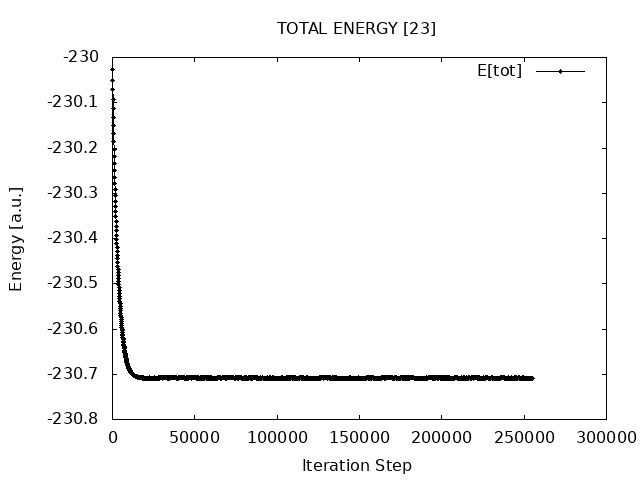 TOTAL ENERGY [23]
E[tot]
Energy [a.u.]
-230
-230.1
-230.2
-230.3
-230.4
-230.5
-230.6
-230.7
-230.8
0 50000 100000 150000 200000 250000 300000
Iteration Step